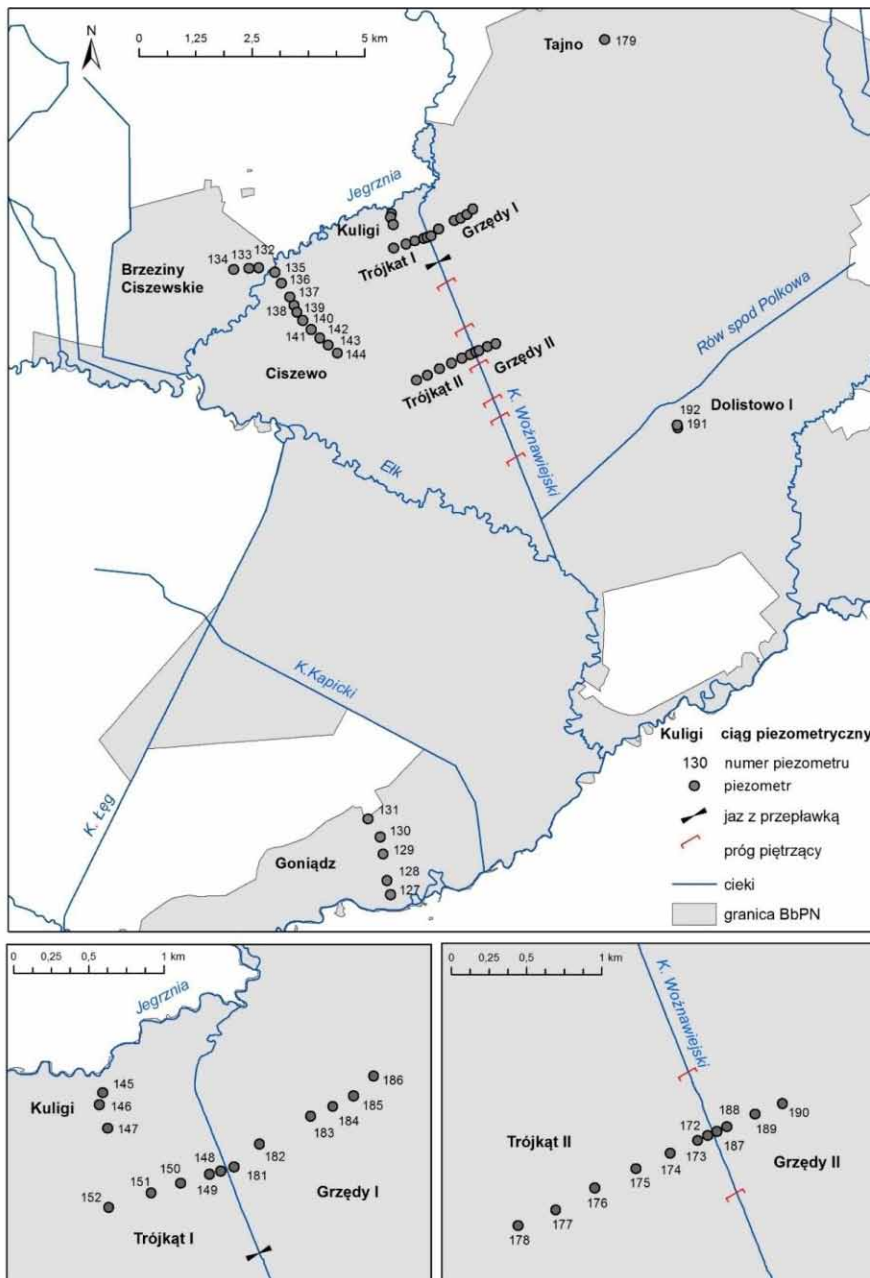 N
0 1,25 2,5 5 km
Tajno
179
Jegrznia
Kuligi
Grzędy I
Trójkat I
134 133 132
Brzeziny
Ciszewskie
135
136
137
138 139
140
141 142
143
144
Ciszewo
Trójkąt II
Grzędy II
K. Woźnawiejski
Rów spod Polkowa
192
191
Dolistowo I
Ełk
K.Kapicki
K. Łęg
131
130
129
128
127
Goniądz
Kuligi ciąg piezometryczny
130 numer piezometru
piezometr
jaz z przepławką
próg piętrzący
cieki
granica BbPN
0 0,25 0,5 1 km
Jegrznia
Kuligi
145
146
147
186
185
184
183
182
181
148
149
150
151
152
Trójkąt I
Grzędy I
0 0,25 0,5 1 km
K. Woźnawiejski
Trójkąt II
190
189
188
187
172
173
174
175
176
177
178
Grzędy II